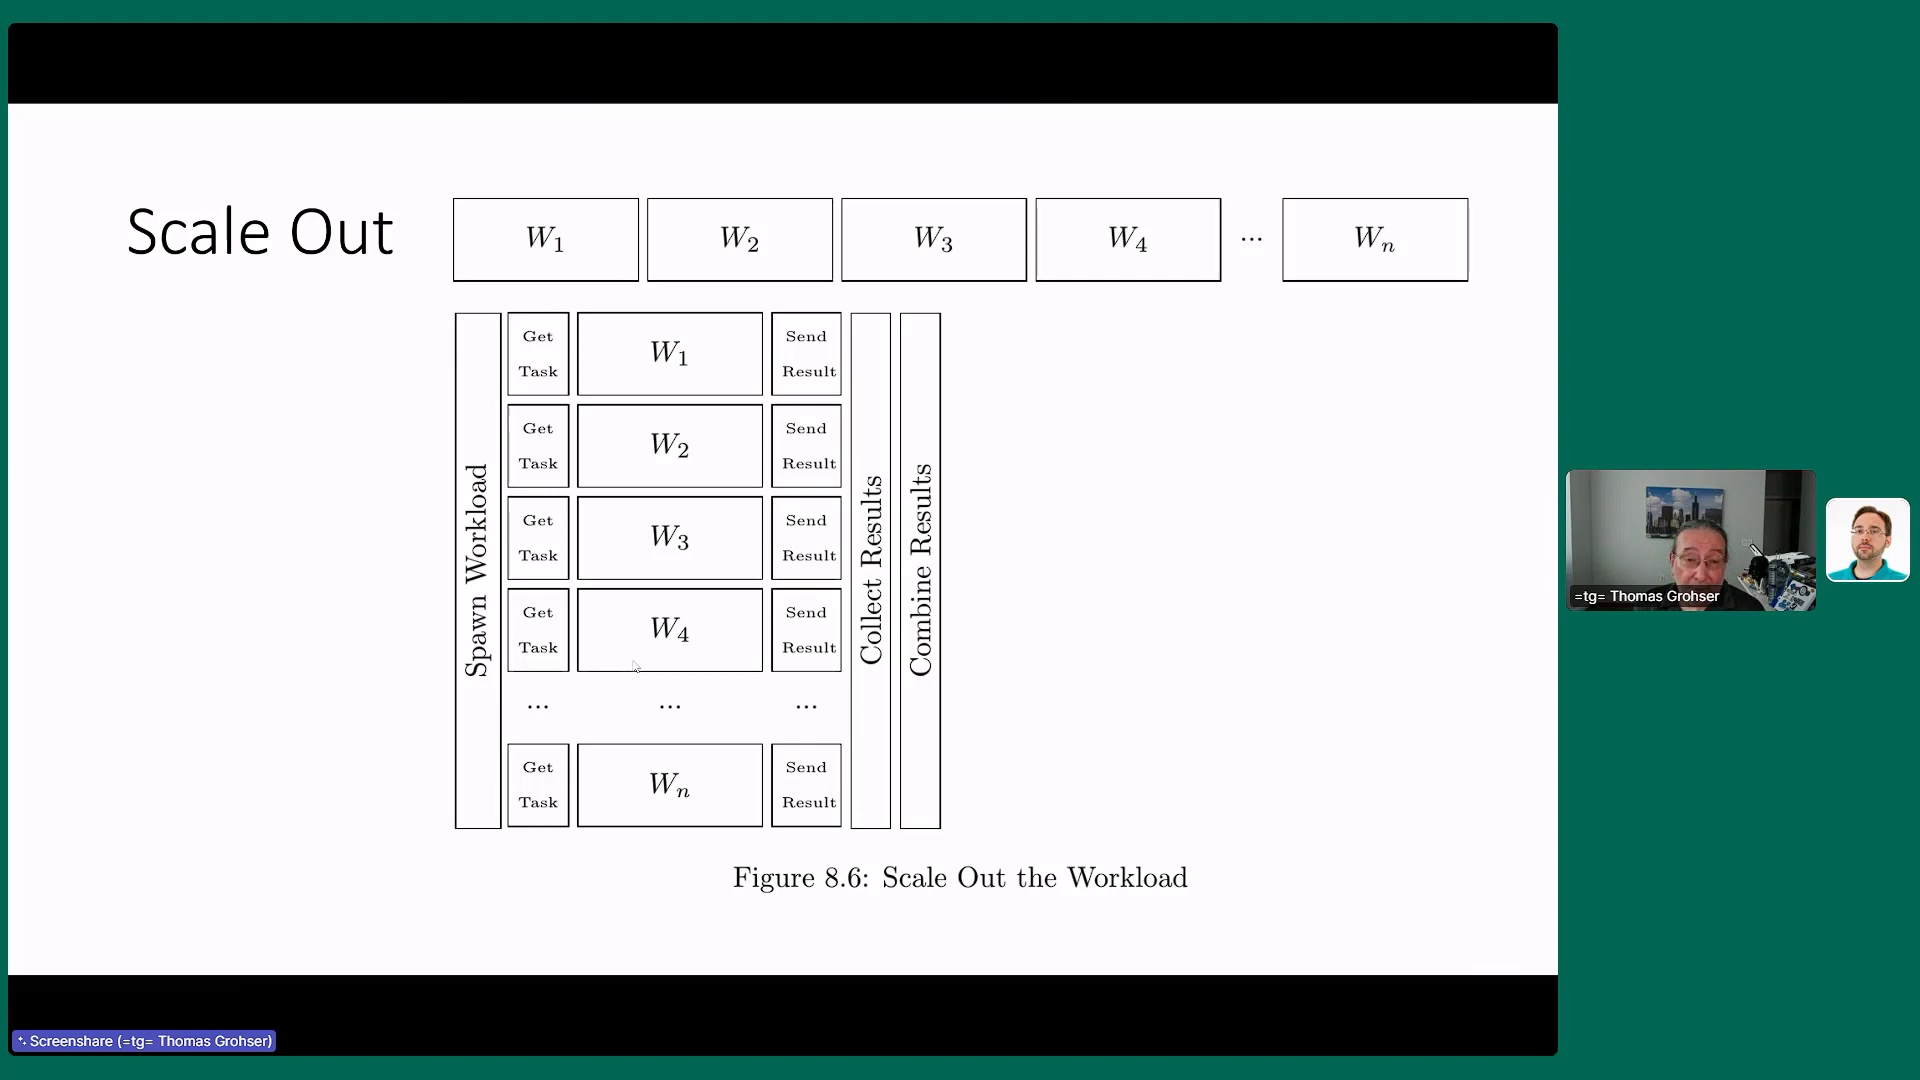 Scale Out
W₁ W₂ W₃ W₄ ... Wₙ
Spawn Workload
Get
Task
W₁
Send
Result
Get
Task
W₂
Send
Result
Get
Task
W₃
Send
Result
Get
Task
W₄
Send
Result
... ... ...
Get
Task
Wₙ
Send
Result
Collect Results
Combine Results
Figure 8.6: Scale Out the Workload
=tg= Thomas Grohser
Screenshare (=tg= Thomas Grohser)